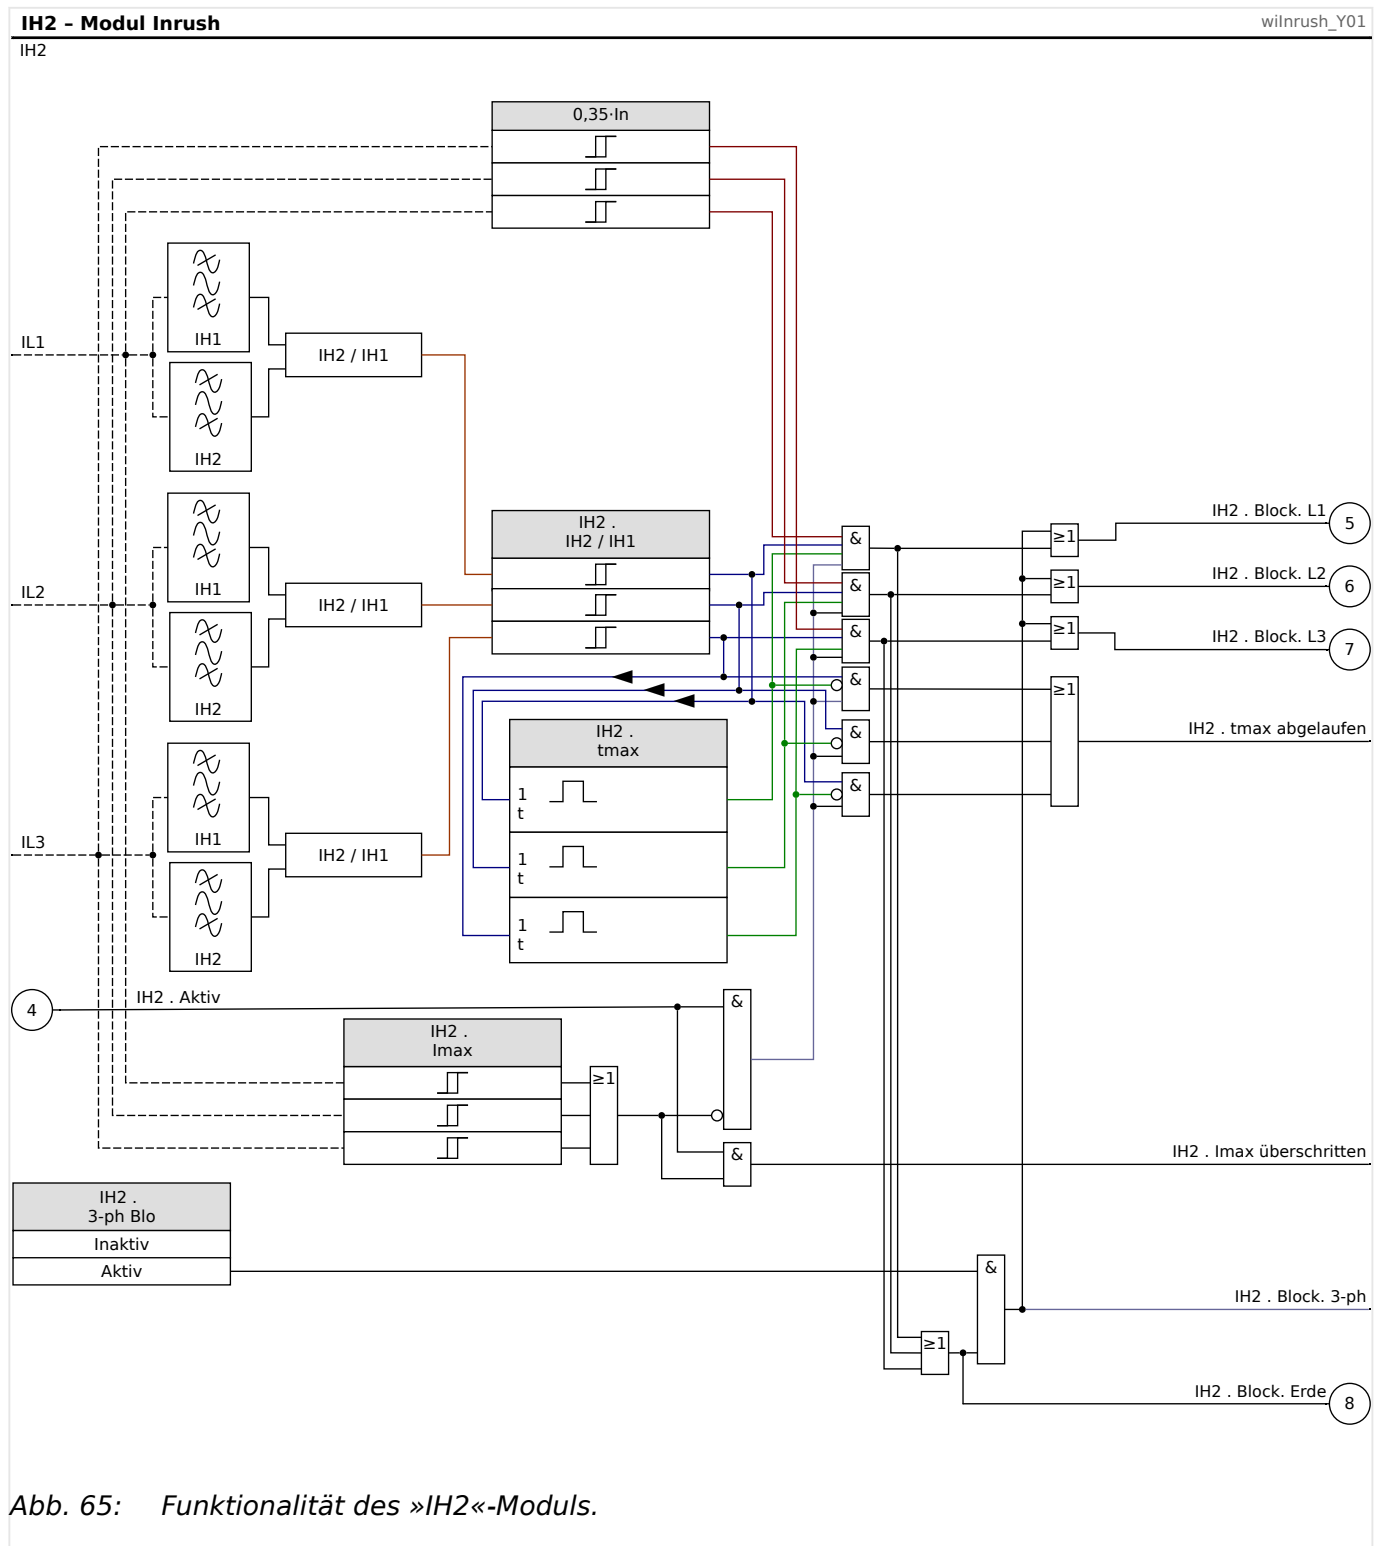 IH2 – Modul Inrush
wiInrush_Y01
IH2
0,35·In
IH1
IL1
IH2 / IH1
IH2
IH1
IH2 .
IH2 / IH1
IL2
IH2 / IH1
IH2
&
&
&
&
&
&
≥1
≥1
≥1
≥1
IH2 . Block. L1
5
IH2 . Block. L2
6
IH2 . Block. L3
7
IH2 . tmax abgelaufen
IH2 .
tmax
1
t
1
t
1
t
IH1
IL3
IH2 / IH1
IH2
4
IH2 . Aktiv
&
IH2 .
Imax
≥1
&
IH2 . Imax überschritten
IH2 .
3-ph Blo
Inaktiv
Aktiv
&
IH2 . Block. 3-ph
≥1
IH2 . Block. Erde
8
Abb. 65: Funktionalität des »IH2«-Moduls.